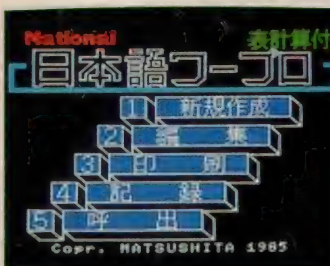 National 表計算付
日本語ワープロ
1 新規作成
2 編集
3 印刷
4 記録
5 呼出
Copr. MATSUSHITA 1985